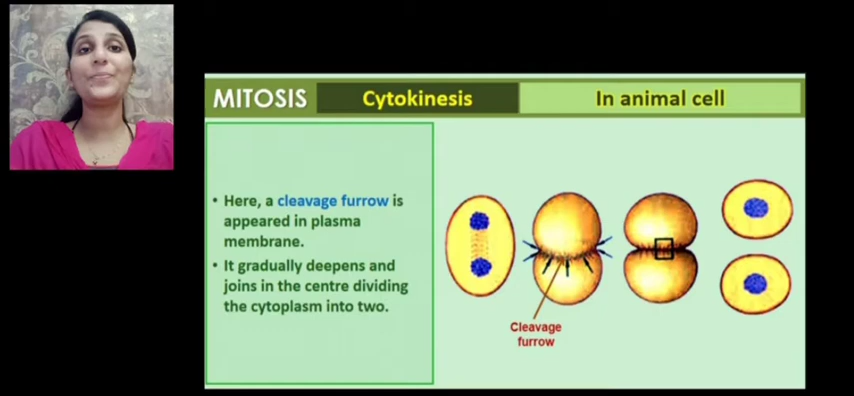 MITOSIS Cytokinesis In animal cell
• Here, a cleavage furrow is
appeared in plasma
membrane.
• It gradually deepens and
joins in the centre dividing
the cytoplasm into two.
Cleavage
furrow